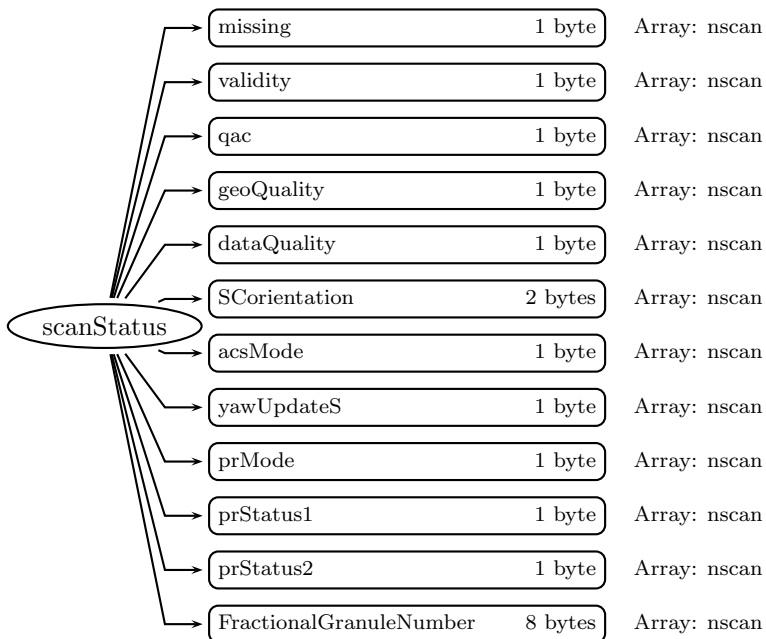 missing 1 byte Array: nscan
validity 1 byte Array: nscan
qac 1 byte Array: nscan
geoQuality 1 byte Array: nscan
dataQuality 1 byte Array: nscan
SCorientation 2 bytes Array: nscan
scanStatus
acsMode 1 byte Array: nscan
yawUpdateS 1 byte Array: nscan
prMode 1 byte Array: nscan
prStatus1 1 byte Array: nscan
prStatus2 1 byte Array: nscan
FractionalGranuleNumber 8 bytes Array: nscan